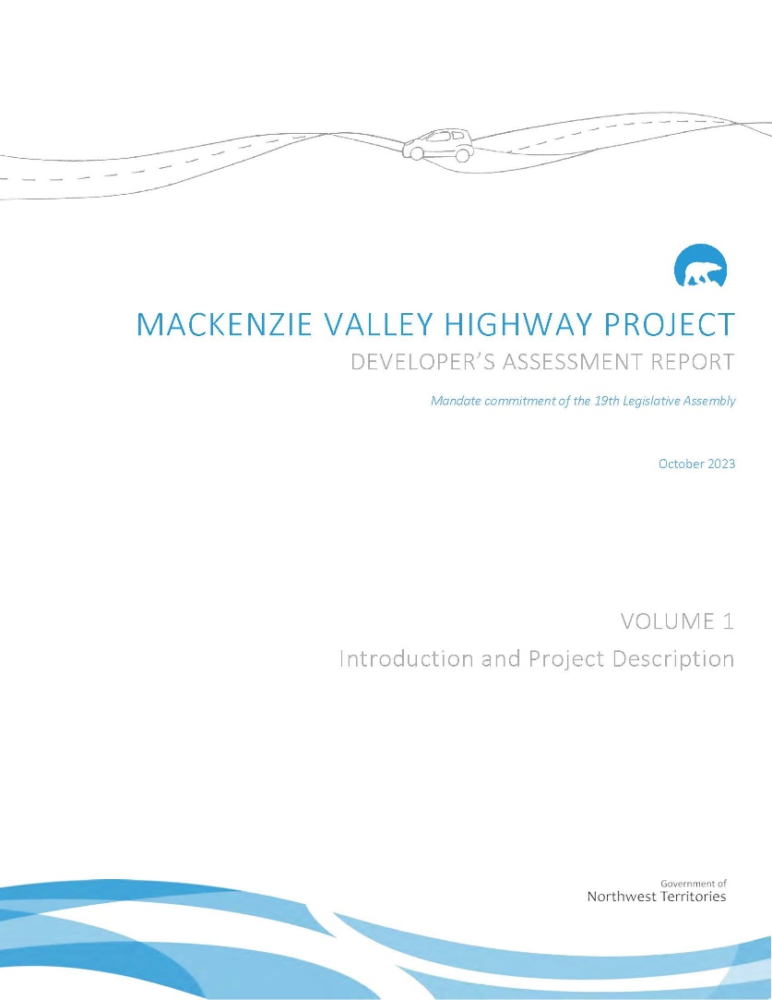 MACKENZIE VALLEY HIGHWAY PROJECT
DEVELOPER'S ASSESSMENT REPORT
Mandate commitment of the 19th Legislative Assembly
October 2023
VOLUME 1
Introduction and Project Description
Government of
Northwest Territories